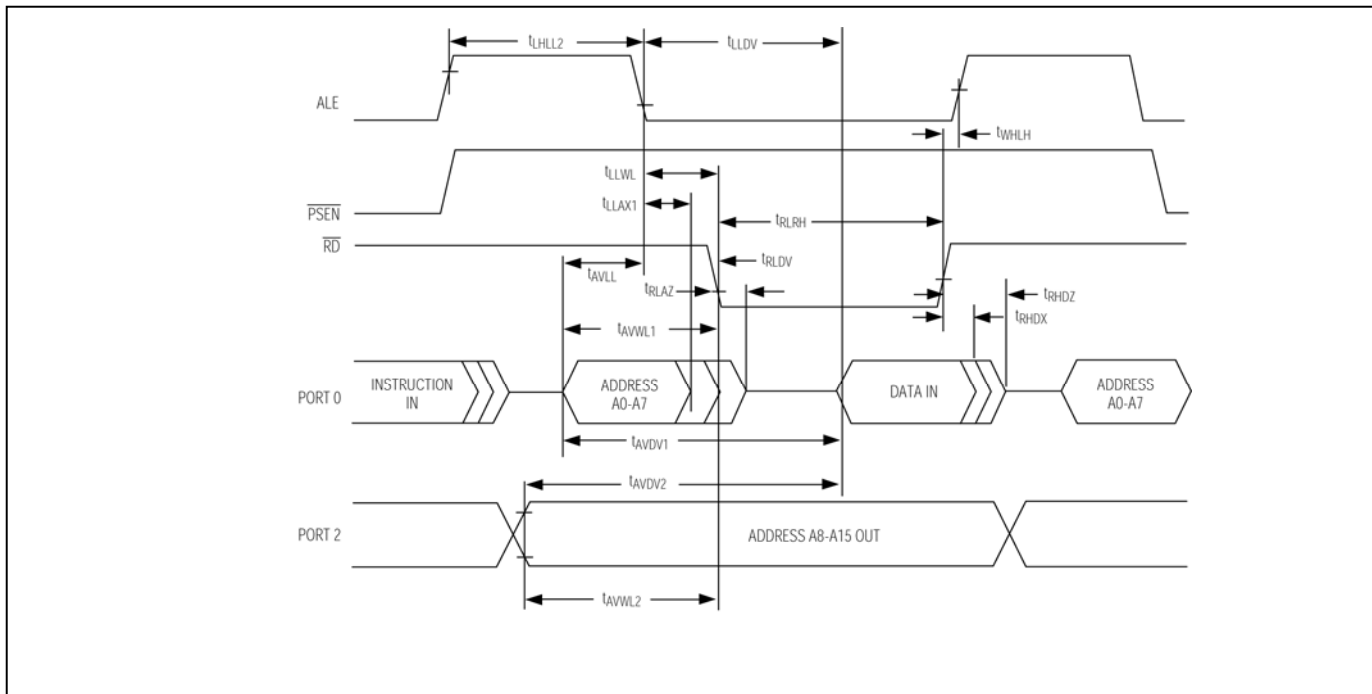 tLHLL2 tLLDV
ALE
tWHLH
tLLWL
tLLAX1
PSEN
tRLRH
RD
tRLDV
tAVLL
tRLAZ
tRHDZ
tRHDX
tAVWL1
PORT 0
INSTRUCTION
IN
ADDRESS
A0-A7
DATA IN
ADDRESS
A0-A7
tAVDV1
tAVDV2
PORT 2
ADDRESS A8-A15 OUT
tAVWL2